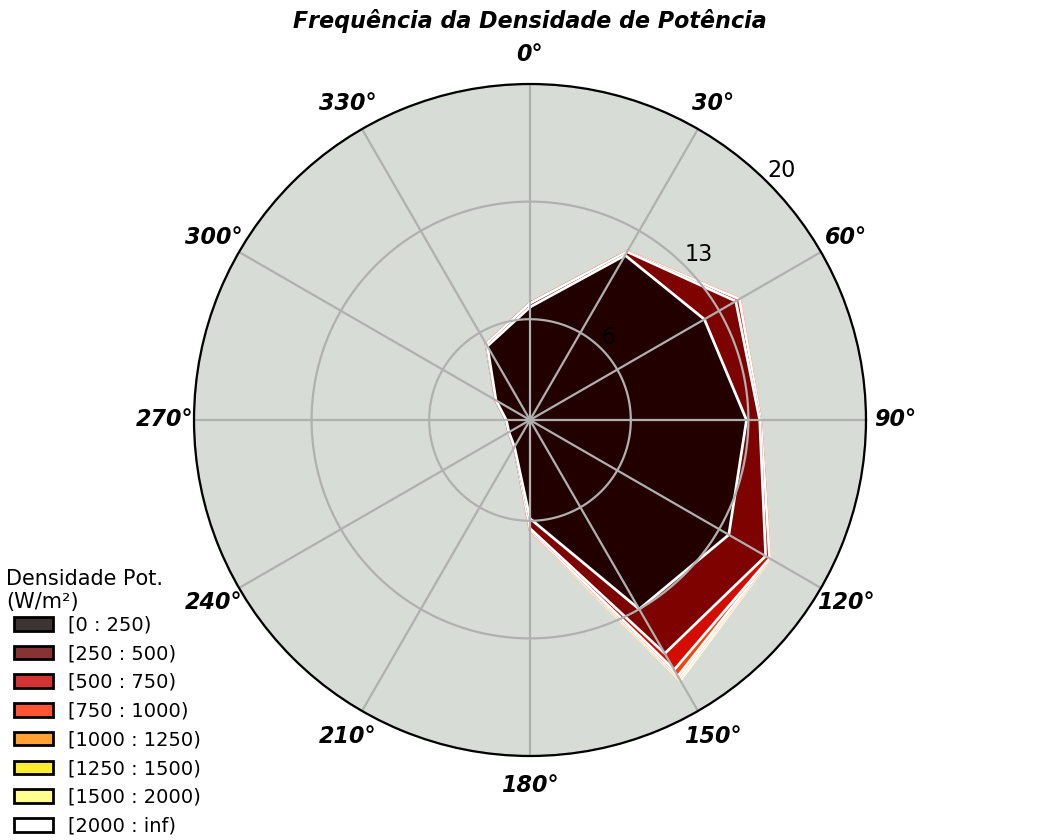 Frequência da Densidade de Potência
0°
330°
30°
20
300°
60°
13
6
270°
90°
Densidade Pot.
(W/m²)
240°
120°
[0 : 250)
[250 : 500)
[500 : 750)
[750 : 1000)
210°
150°
[1000 : 1250)
[1250 : 1500)
180°
[1500 : 2000)
[2000 : inf)